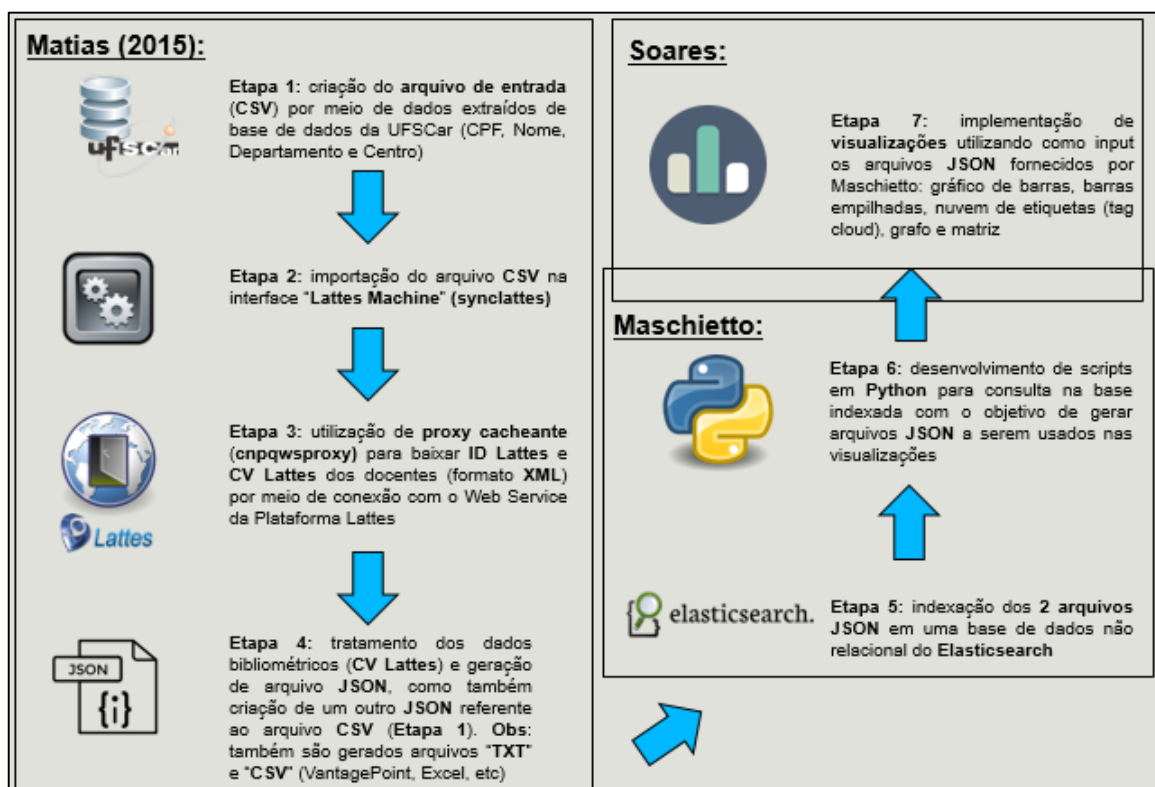 Matias (2015):
ufscar
Etapa 1: criação do arquivo de entrada
(CSV) por meio de dados extraídos de
base de dados da UFSCar (CPF, Nome,
Departamento e Centro)
Etapa 2: importação do arquivo CSV na
interface "Lattes Machine" (synclattes)
Etapa 3: utilização de proxy cacheante
(cnpqwsproxy) para baixar ID Lattes e
CV Lattes dos docentes (formato XML)
por meio de conexão com o Web Service
da Plataforma Lattes
Lattes
JSON
{i}
Etapa 4: tratamento dos dados
bibliométricos (CV Lattes) e geração
de arquivo JSON, como também
criação de um outro JSON referente
ao arquivo CSV (Etapa 1). Obs:
também são gerados arquivos "TXT"
e "CSV" (VantagePoint, Excel, etc)
Soares:
Etapa 7: implementação de
visualizações utilizando como input
os arquivos JSON fornecidos por
Maschietto: gráfico de barras, barras
empilhadas, nuvem de etiquetas (tag
cloud), grafo e matriz
Maschietto:
Etapa 6: desenvolvimento de scripts
em Python para consulta na base
indexada com o objetivo de gerar
arquivos JSON a serem usados nas
visualizações
elasticsearch.
Etapa 5: indexação dos 2 arquivos
JSON em uma base de dados não
relacional do Elasticsearch